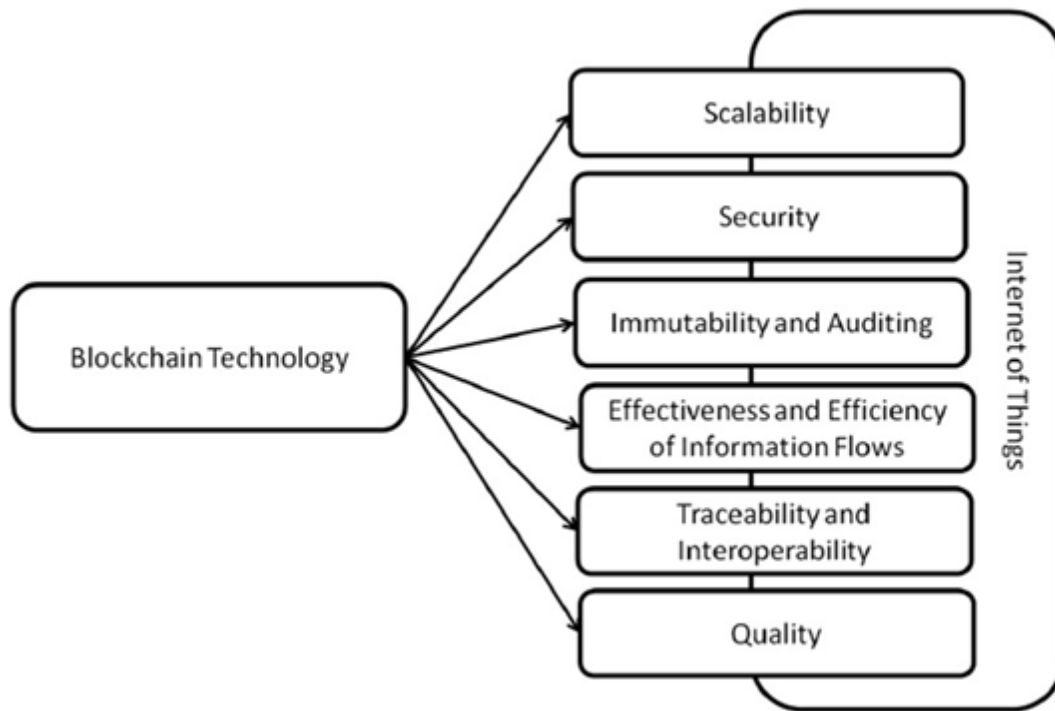 Scalability
Security
Blockchain Technology
Immutability and Auditing
Effectiveness and Efficiency
of Information Flows
Traceability and
Interoperability
Quality
Internet of Things